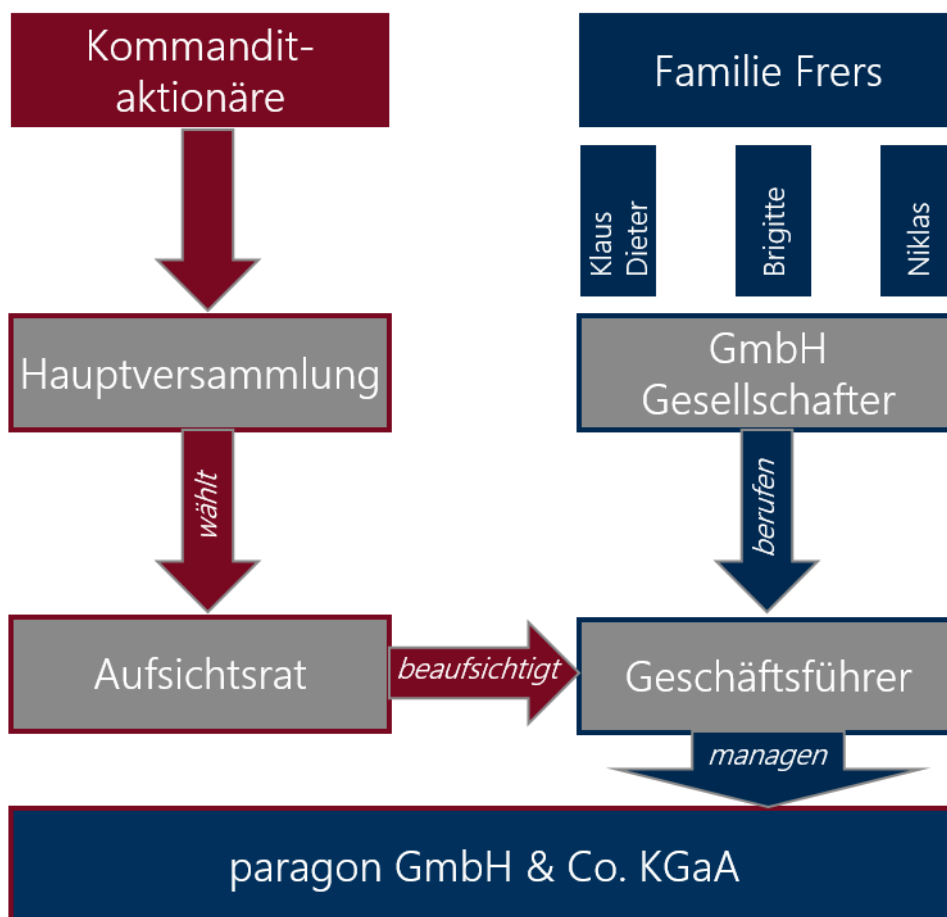 Kommandit-
aktionäre
Familie Frers
Klaus
Dieter
Brigitte
Niklas
Hauptversammlung
GmbH
Gesellschafter
wählt
berufen
Aufsichtsrat
beaufsichtigt
Geschäftsführer
managen
paragon GmbH & Co. KGaA